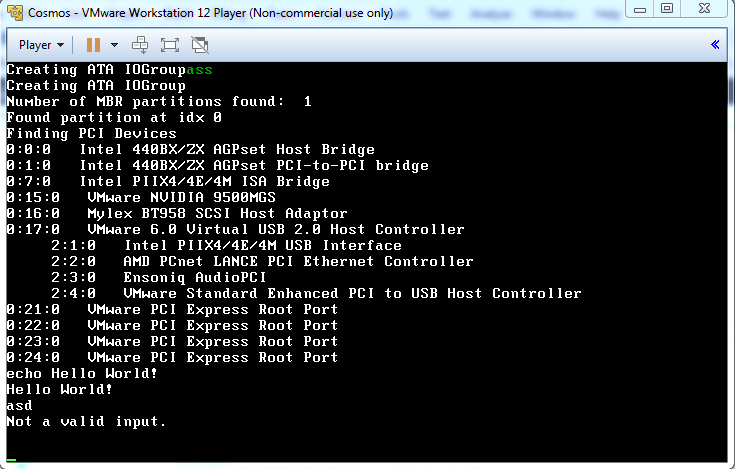 Cosmos - VMware Workstation 12 Player (Non-commercial use only)
Player
Creating ATA IOGroupass
Creating ATA IOGroup
Number of MBR partitions found:  1
Found partition at idx 0
Finding PCI Devices
0:0:0   Intel 440BX/ZX AGPset Host Bridge
0:1:0   Intel 440BX/ZX AGPset PCI-to-PCI bridge
0:7:0   Intel PIIX4/4E/4M ISA Bridge
0:15:0   VMware NVIDIA 9500MGS
0:16:0   Mylex BT958 SCSI Host Adaptor
0:17:0   VMware 6.0 Virtual USB 2.0 Host Controller
     2:1:0   Intel PIIX4/4E/4M USB Interface
     2:2:0   AMD PCnet LANCE PCI Ethernet Controller
     2:3:0   Ensoniq AudioPCI
     2:4:0   VMware Standard Enhanced PCI to USB Host Controller
0:21:0   VMware PCI Express Root Port
0:22:0   VMware PCI Express Root Port
0:23:0   VMware PCI Express Root Port
0:24:0   VMware PCI Express Root Port
echo Hello World!
Hello World!
asd
Not a valid input.